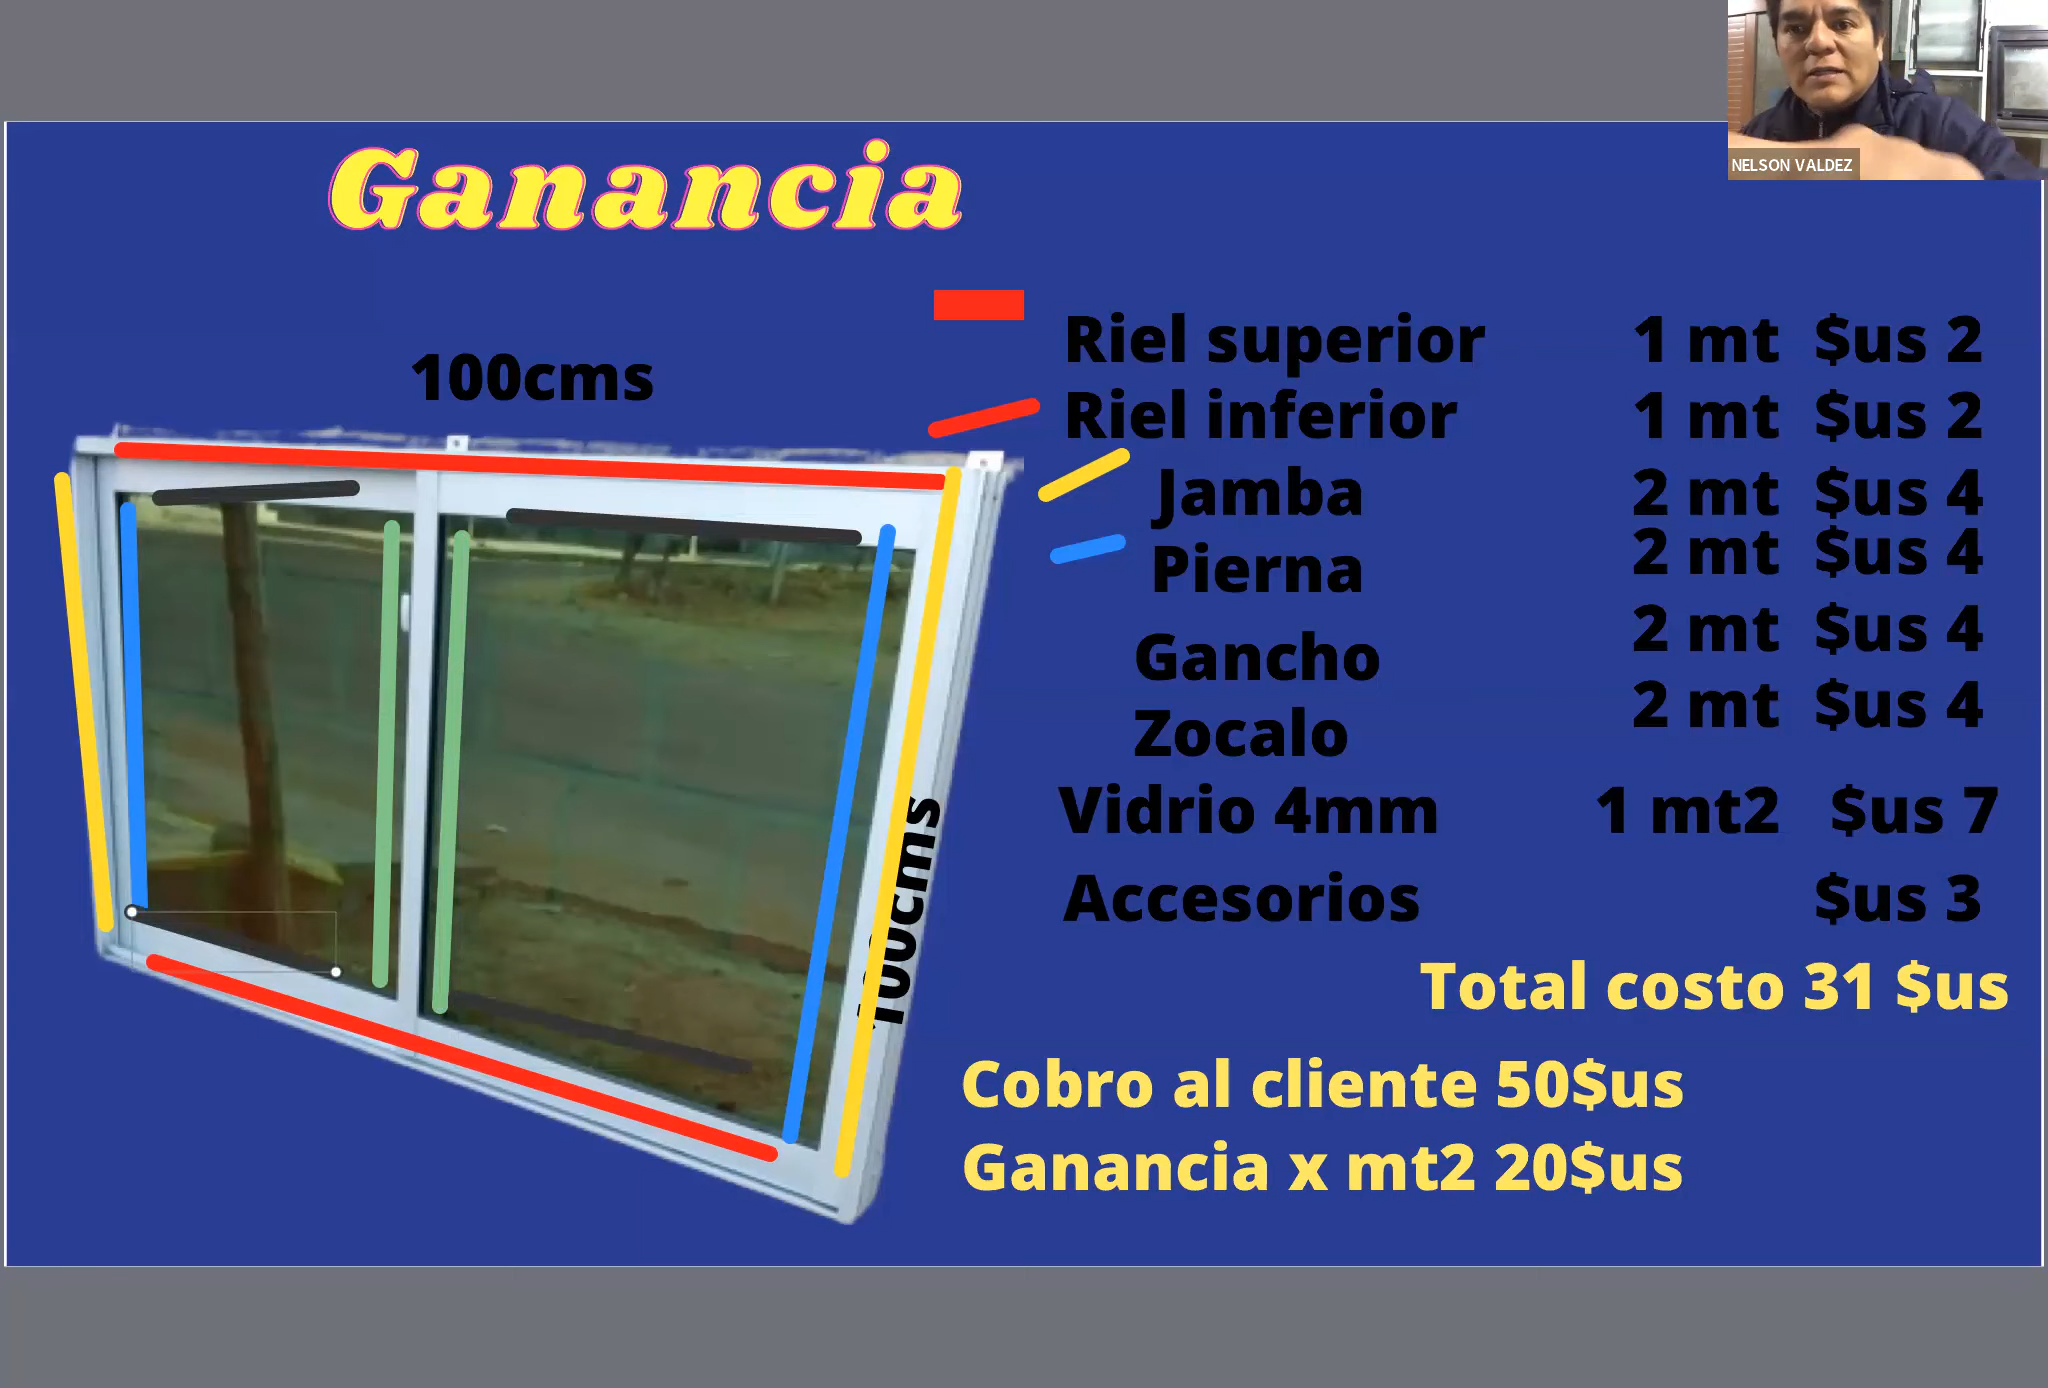 NELSON VALDEZ
Ganancia
100cms
100cms
Riel superior 1 mt $us 2
Riel inferior 1 mt $us 2
Jamba 2 mt $us 4
Pierna 2 mt $us 4
Gancho 2 mt $us 4
Zocalo 2 mt $us 4
Vidrio 4mm 1 mt2 $us 7
Accesorios $us 3
Total costo 31 $us
Cobro al cliente 50$us
Ganancia x mt2 20$us